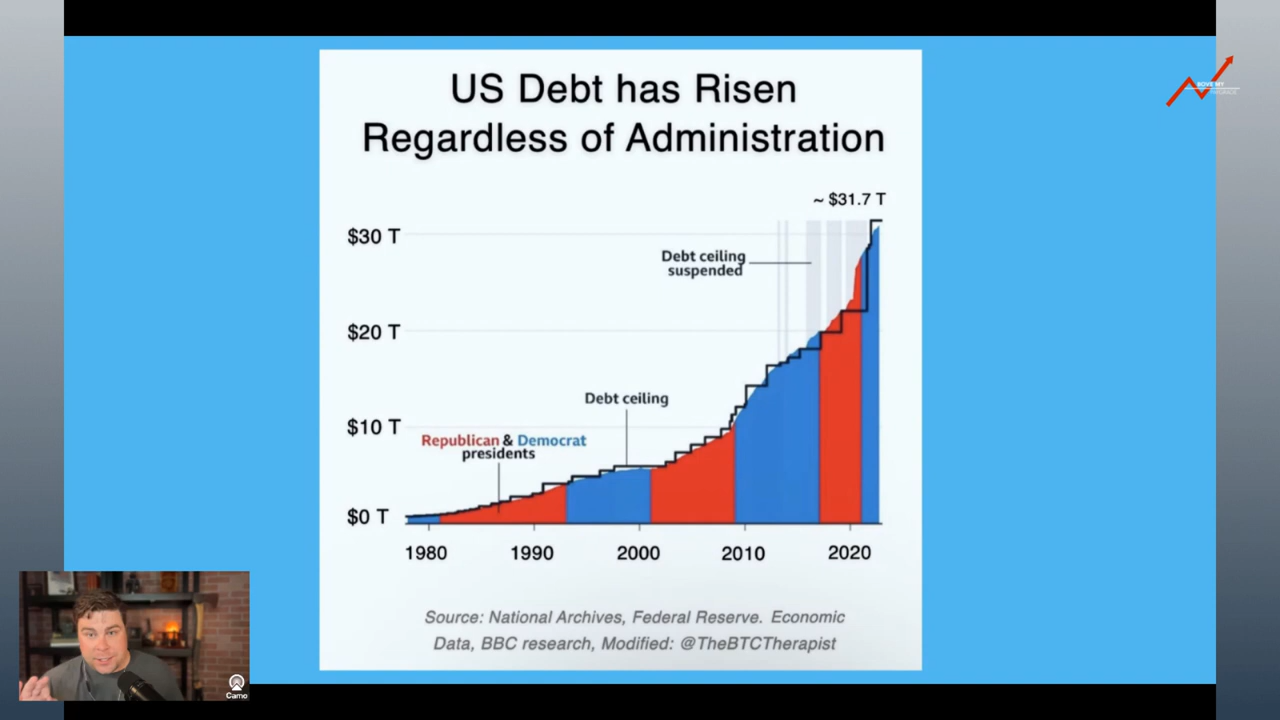 US Debt has Risen
Regardless of Administration
~ $31.7 T
$30 T
Debt ceiling
suspended
$20 T
Debt ceiling
$10 T
Republican & Democrat
presidents
$0 T
1980 1990 2000 2010 2020
Source: National Archives, Federal Reserve. Economic
Data, BBC research, Modified: @TheBTCTherapist
Camo